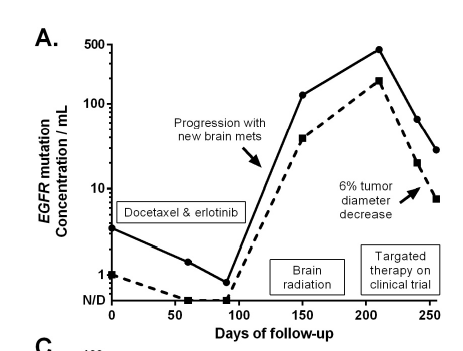 A.
500
100
10
1
N/D
EGFR mutation
Concentration / mL
Progression with
new brain mets
6% tumor
diameter
decrease
Docetaxel & erlotinib
Brain
radiation
Targated
therapy on
clinical trial
0
50
100
150
200
250
Days of follow-up
C